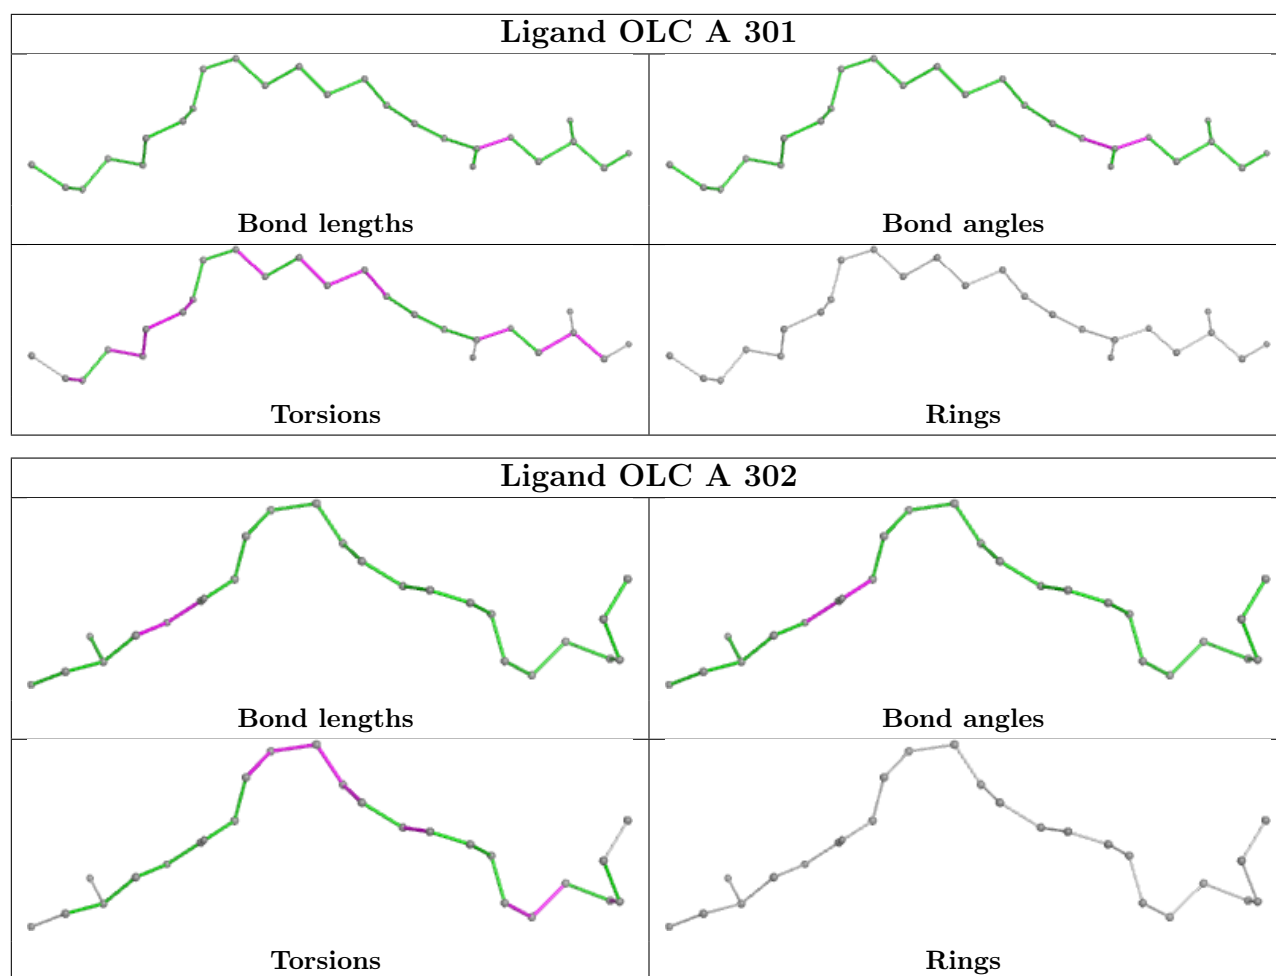 Ligand OLC A 301
Bond lengths Bond angles
Torsions Rings
Ligand OLC A 302
Bond lengths Bond angles
Torsions Rings